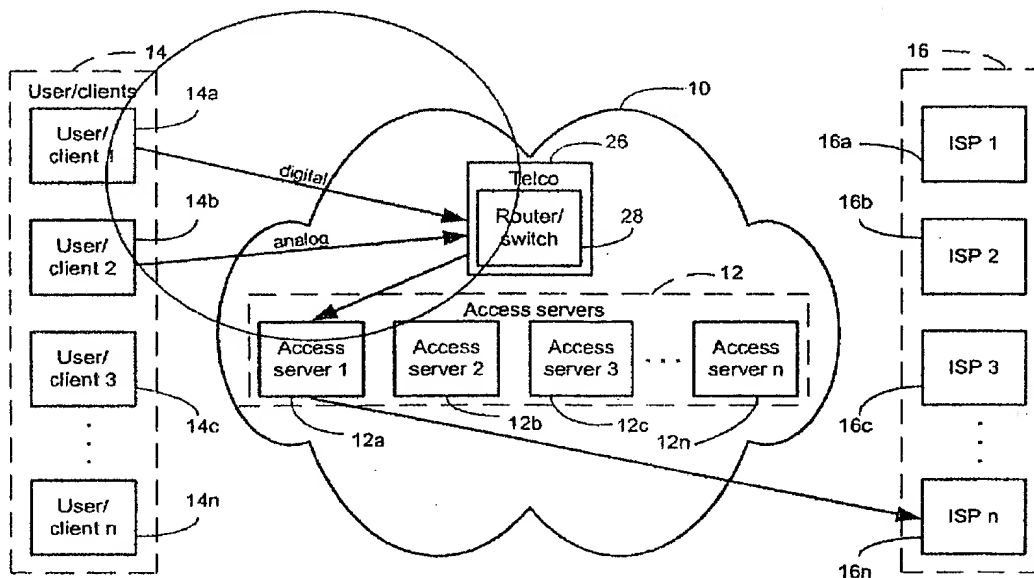 14
User/clients
14a
User/
client 1
digital
14b
User/
client 2
analog
User/
client 3
14c
User/
client n
14n
10
26
Telco
Router/
switch
28
12
Access servers
Access
server 1
Access
server 2
Access
server 3
Access
server n
12a
12b
12c
12n
16
ISP 1
16a
16b
ISP 2
ISP 3
16c
ISP n
16n